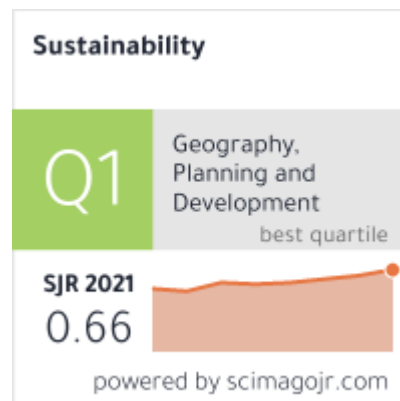 Sustainability
Q1
Geography,
Planning and
Development
best quartile
SJR 2021
0.66
powered by scimagojr.com